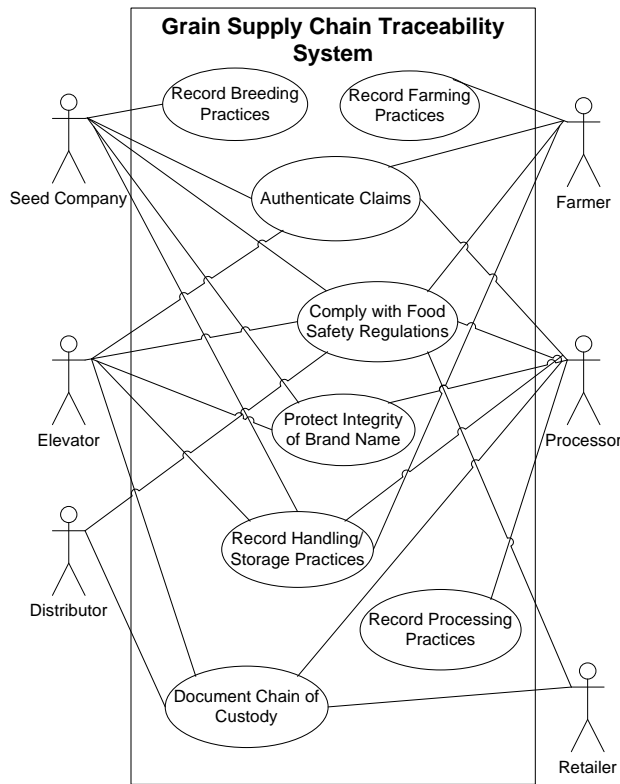 Grain Supply Chain Traceability
System
Record Breeding
Practices
Record Farming
Practices
Seed Company
Farmer
Authenticate Claims
Comply with Food
Safety Regulations
Elevator
Processor
Protect Integrity
of Brand Name
Record Handling/
Storage Practices
Distributor
Record Processing
Practices
Document Chain of
Custody
Retailer